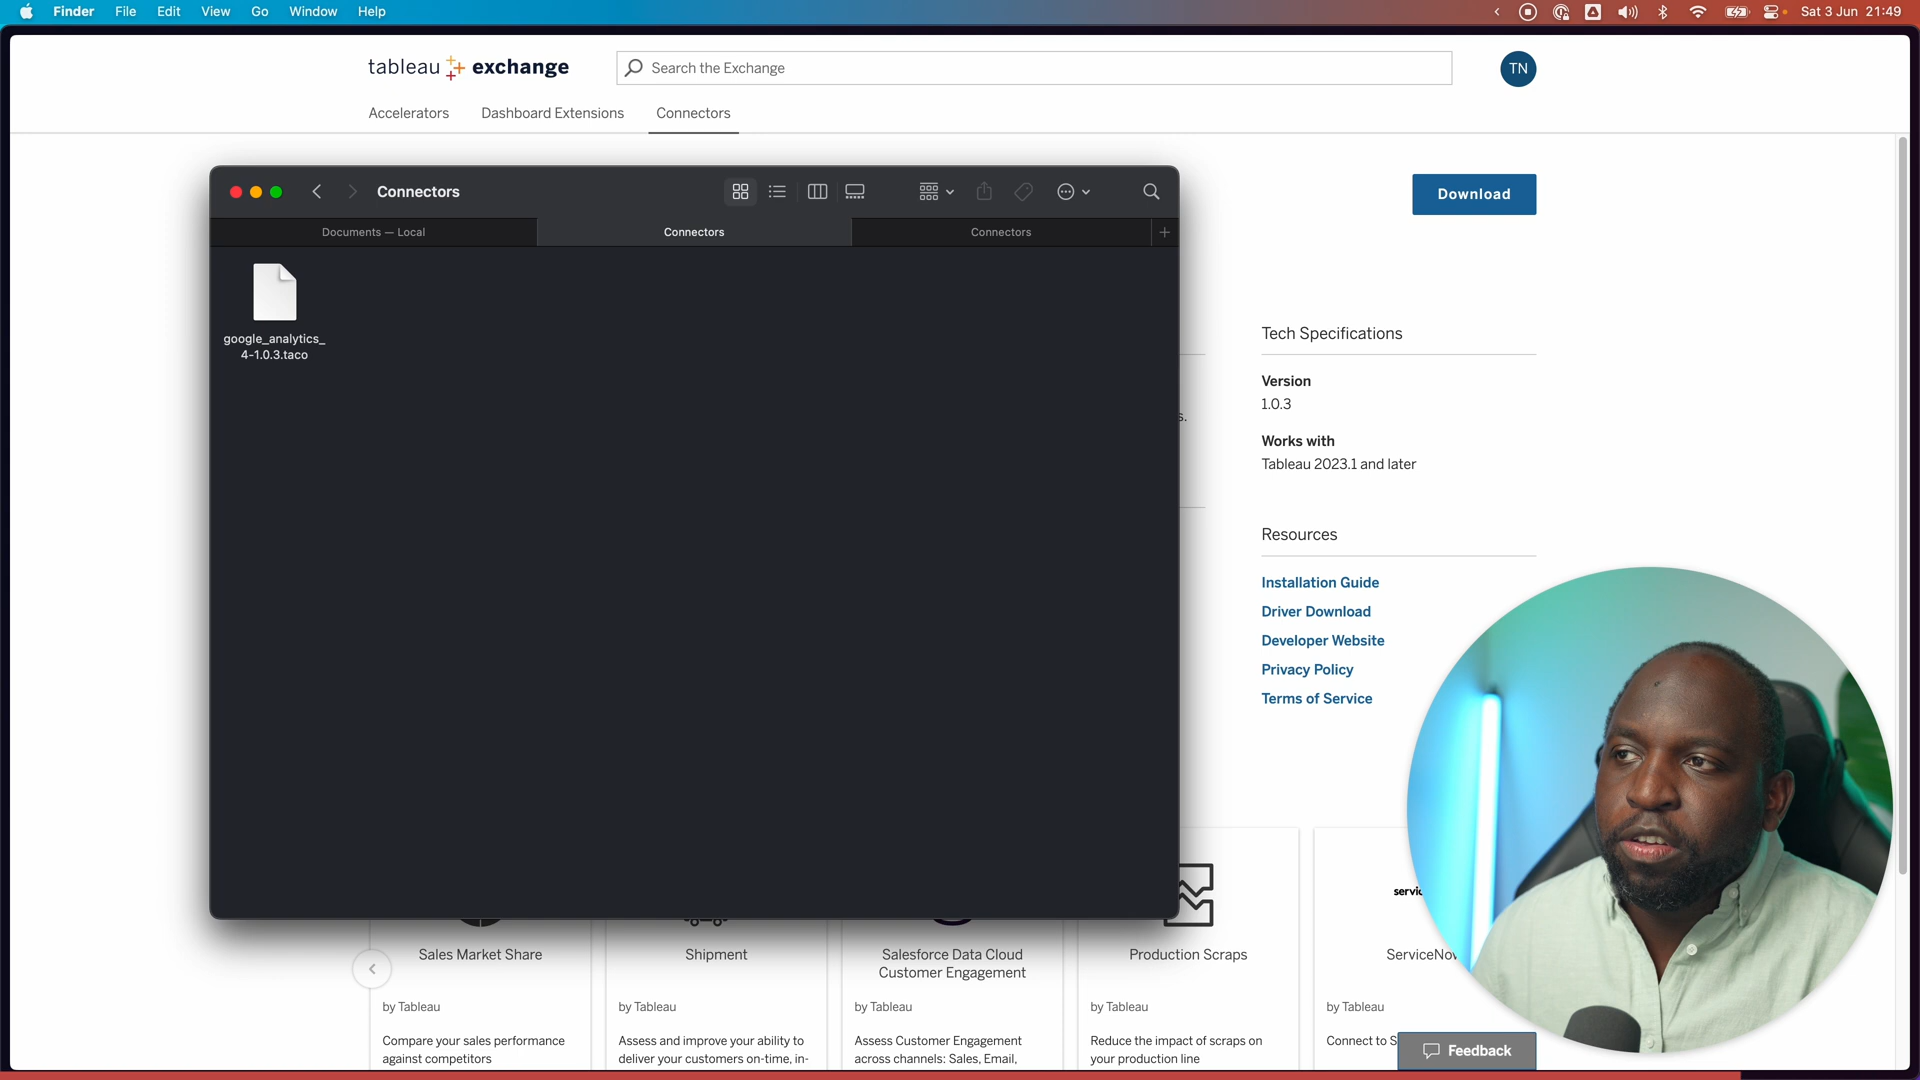 Finder File Edit View Go Window Help
Sat 3 Jun 21:49
tableau exchange
Search the Exchange
TN
Accelerators Dashboard Extensions Connectors
Connectors
Download
Documents — Local
Connectors
Connectors
google_analytics_
4-1.0.3.taco
s.
Tech Specifications
Version
1.0.3
Works with
Tableau 2023.1 and later
Resources
Installation Guide
Driver Download
Developer Website
Privacy Policy
Terms of Service
Sales Market Share
by Tableau
Compare your sales performance
against competitors
Shipment
by Tableau
Assess and improve your ability to
deliver your customers on-time, in-
Salesforce Data Cloud
Customer Engagement
by Tableau
Assess Customer Engagement
across channels: Sales, Email,
Production Scraps
by Tableau
Reduce the impact of scraps on
your production line
servic
ServiceNow
by Tableau
Connect to S
Feedback